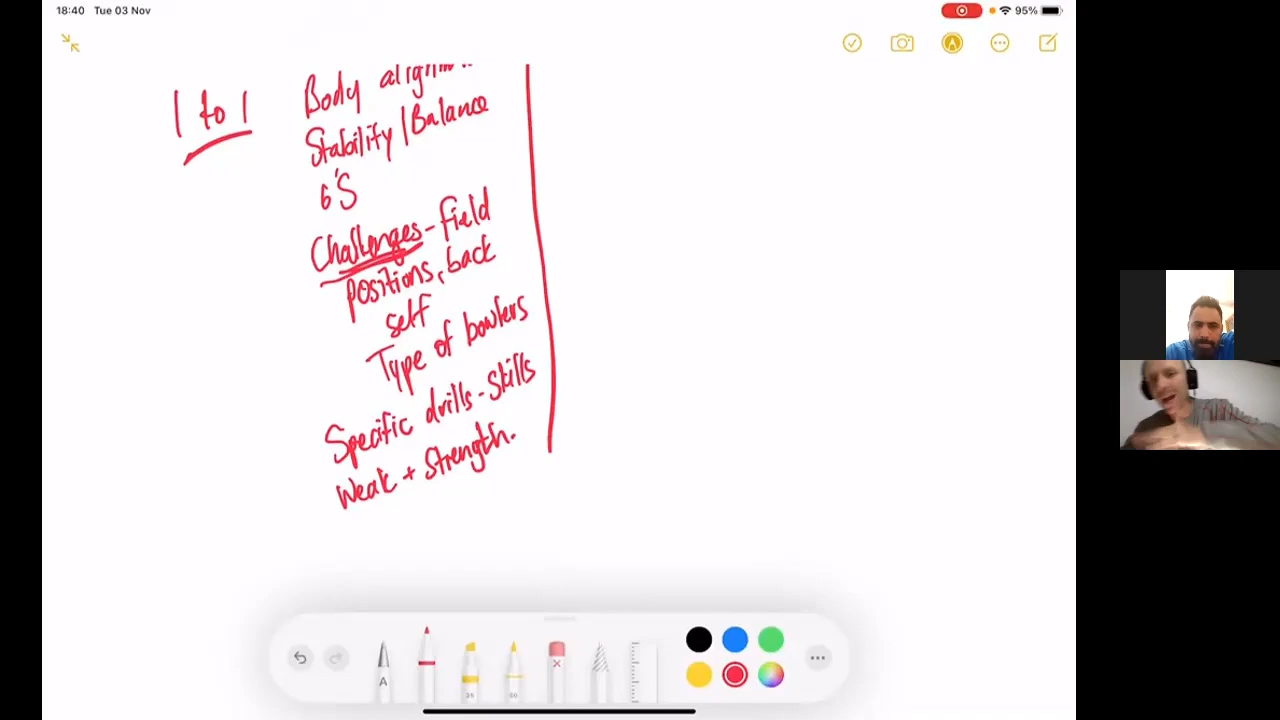 18:40 Tue 03 Nov
95%
1 to 1
Body
Stability/Balance
6'S
Challenges - field
positions, back
self
Type of bowlers
Specific drills - skills
Weak + Strength.
A